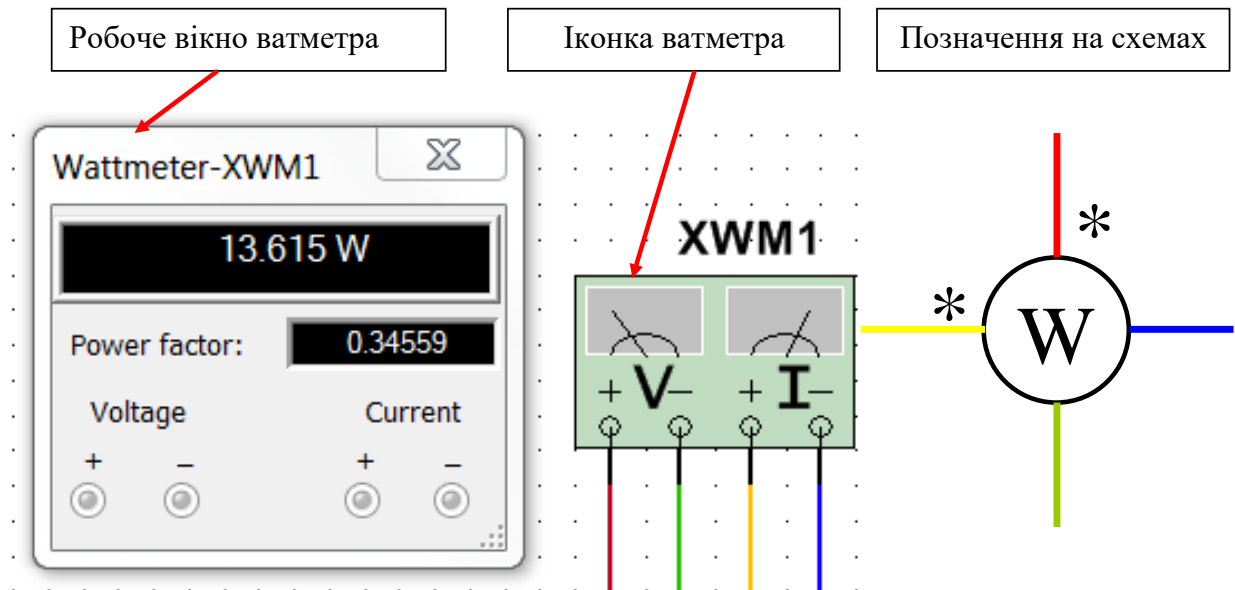 Робоче вікно ватметра
Іконка ватметра
Позначення на схемах
Wattmeter-XWM1
13.615 W
Power factor: 0.34559
Voltage Current
+ − + −
XWM1
+ V − + I −
*
* W